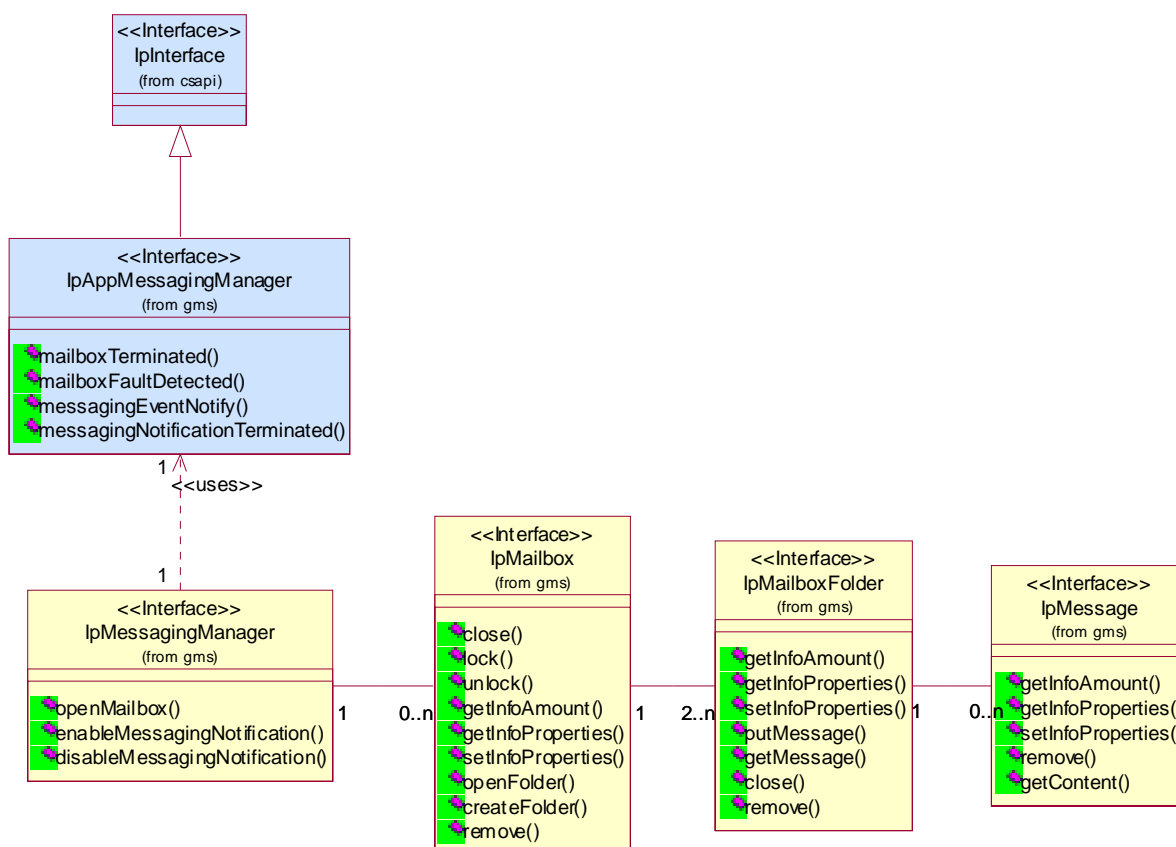 <<Interface>>
IpInterface
(from csapi)
<<Interface>>
IpAppMessagingManager
(from gms)
mailboxTerminated()
mailboxFaultDetected()
messagingEventNotify()
messagingNotificationTerminated()
1
<<uses>>
1
<<Interface>>
IpMessagingManager
(from gms)
openMailbox()
enableMessagingNotification()
disableMessagingNotification()
1
0..n
<<Interface>>
IpMailbox
(from gms)
close()
lock()
unlock()
getInfoAmount()
getInfoProperties()
setInfoProperties()
openFolder()
createFolder()
remove()
1
2..n
<<Interface>>
IpMailboxFolder
(from gms)
getInfoAmount()
getInfoProperties()
setInfoProperties()
putMessage()
getMessage()
close()
remove()
1
0..n
<<Interface>>
IpMessage
(from gms)
getInfoAmount()
getInfoProperties()
setInfoProperties()
remove()
getContent()